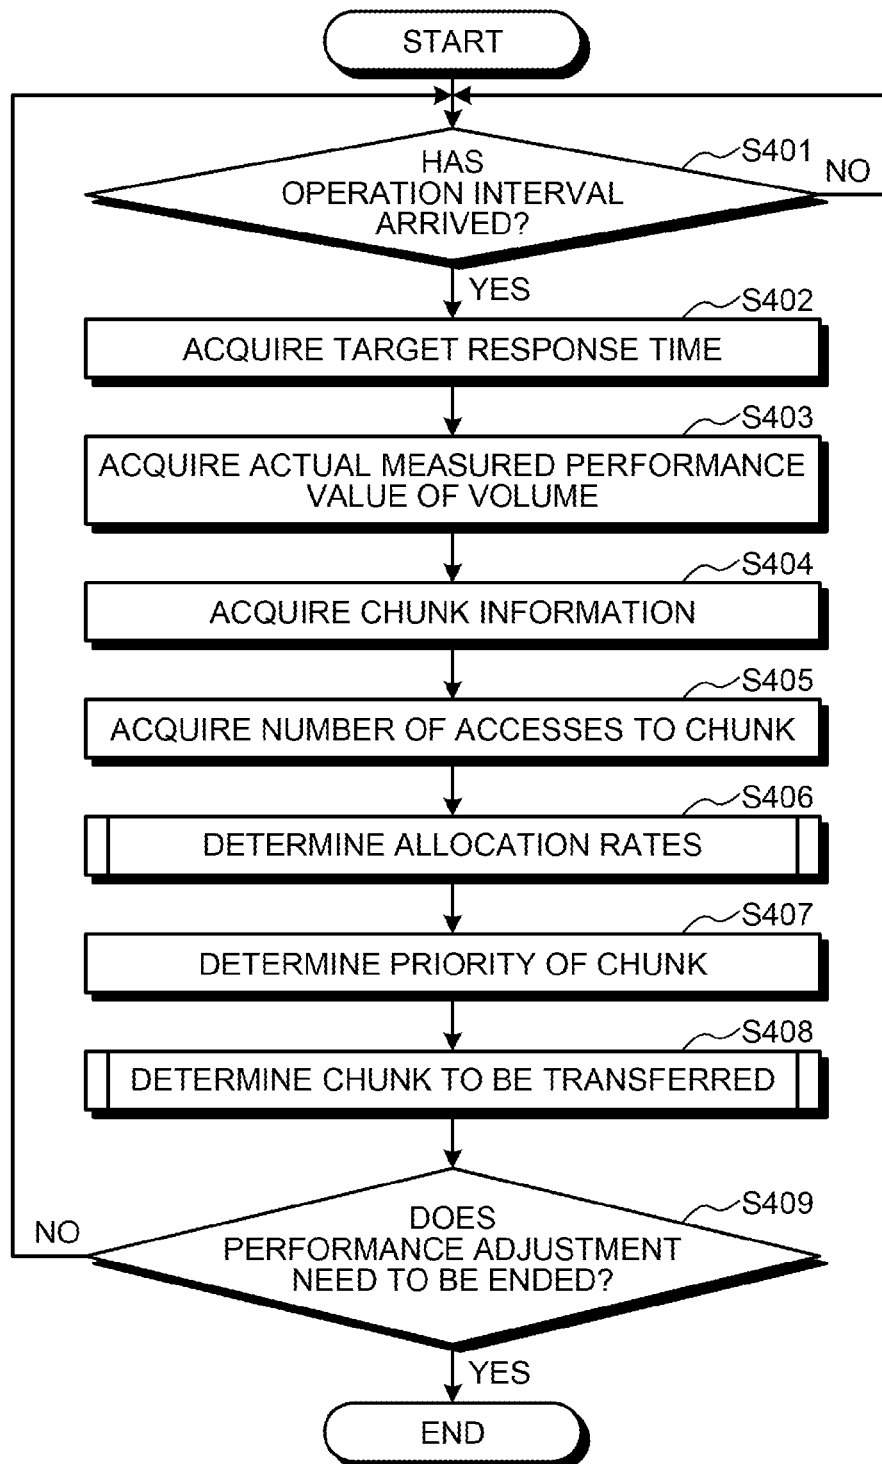 START
S401
HAS
OPERATION INTERVAL
ARRIVED?
NO
YES
S402
ACQUIRE TARGET RESPONSE TIME
S403
ACQUIRE ACTUAL MEASURED PERFORMANCE
VALUE OF VOLUME
S404
ACQUIRE CHUNK INFORMATION
S405
ACQUIRE NUMBER OF ACCESSES TO CHUNK
S406
DETERMINE ALLOCATION RATES
S407
DETERMINE PRIORITY OF CHUNK
S408
DETERMINE CHUNK TO BE TRANSFERRED
S409
NO
DOES
PERFORMANCE ADJUSTMENT
NEED TO BE ENDED?
YES
END